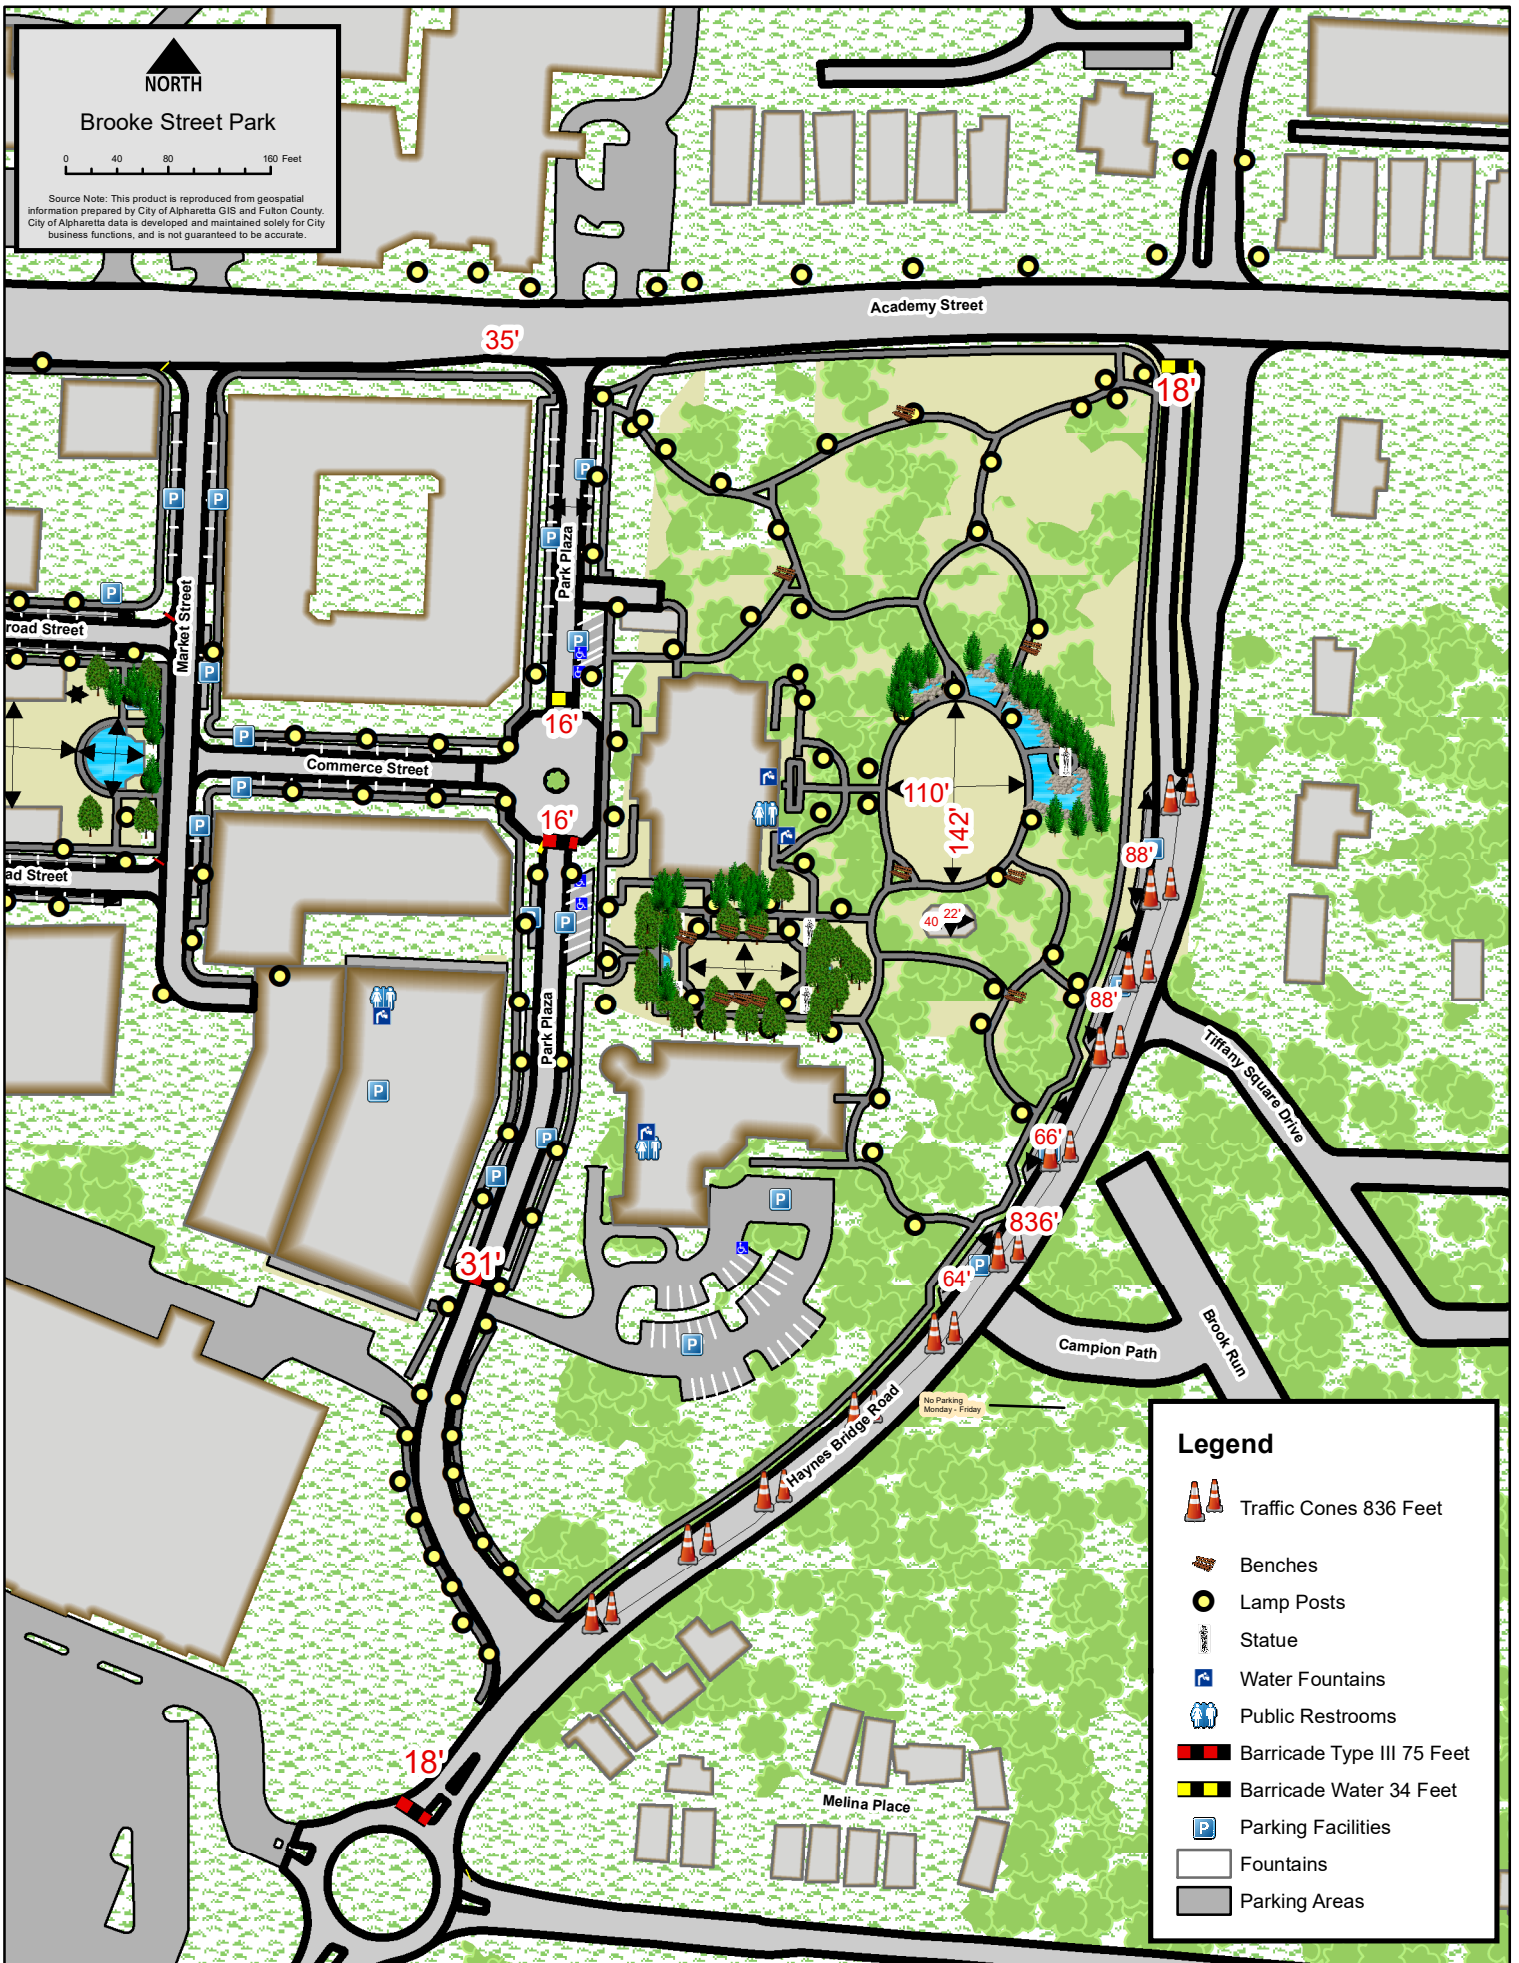 NORTH
Brooke Street Park
0 40 80 160 Feet
Source Note: This product is reproduced from geospatial
information prepared by City of Alpharetta GIS and Fulton County.
City of Alpharetta data is developed and maintained solely for City
business functions, and is not guaranteed to be accurate.
Academy Street
35'
18'
P
P
P
P
Park Plaza
P
Market Street
road Street
P
P
16'
P
Commerce Street
P
110'
142'
16'
P
88'
P
ad Street
P
P
40
22'
P
88'
Park Plaza
Tiffany Square Drive
P
66'
P
P
P
836'
31'
P
64'
Campion Path
Brook Run
P
No Parking
Monday - Friday
Haynes Bridge Road
18'
Melina Place
Legend
Traffic Cones 836 Feet
Benches
Lamp Posts
Statue
Water Fountains
Public Restrooms
Barricade Type III 75 Feet
Barricade Water 34 Feet
P Parking Facilities
Fountains
Parking Areas